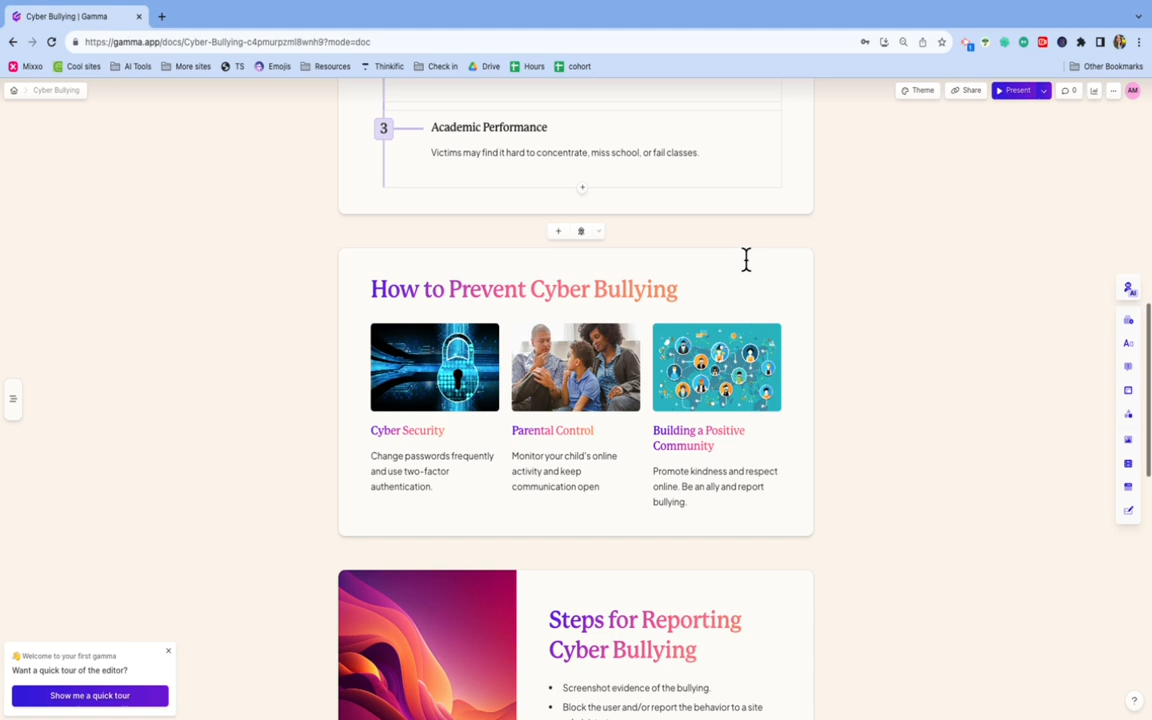 Cyber Bullying | Gamma
https://gamma.app/docs/Cyber-Bullying-c4pmurpzml8wnh9?mode=doc
Mixxo
Cool sites
AI Tools
More sites
TS
Emojis
Resources
Thinkific
Check in
Drive
Hours
cohort
Other Bookmarks
Cyber Bullying
Theme
Share
Present
0
AM
3
Academic Performance
Victims may find it hard to concentrate, miss school, or fail classes.
How to Prevent Cyber Bullying
Cyber Security
Change passwords frequently
and use two-factor
authentication.
Parental Control
Monitor your child's online
activity and keep
communication open
Building a Positive
Community
Promote kindness and respect
online. Be an ally and report
bullying.
AI
Aa
Steps for Reporting
Cyber Bullying
• Screenshot evidence of the bullying.
• Block the user and/or report the behavior to a site
👋 Welcome to your first gamma
Want a quick tour of the editor?
Show me a quick tour
?